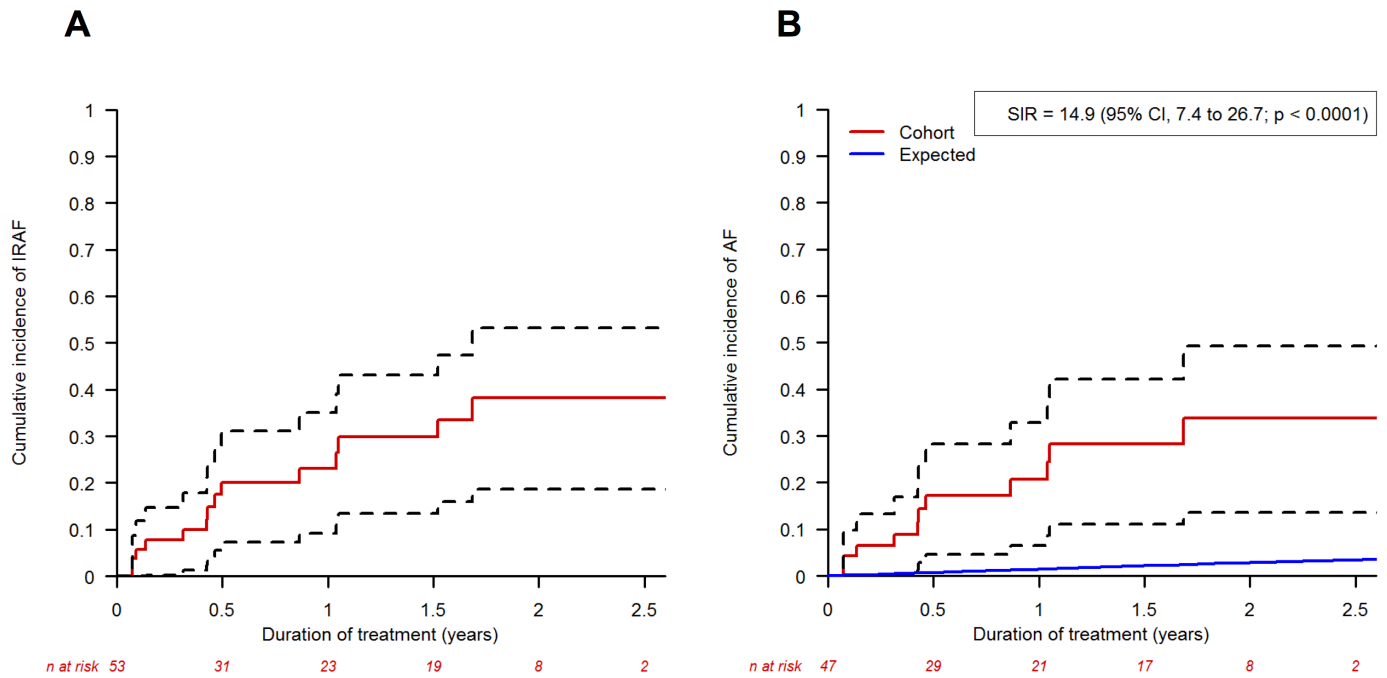 A
Cumulative incidence of IRAF
1
0.9
0.8
0.7
0.6
0.5
0.4
0.3
0.2
0.1
0
0 0.5 1 1.5 2 2.5
Duration of treatment (years)
n at risk 53 31 23 19 8 2
B
SIR = 14.9 (95% CI, 7.4 to 26.7; p < 0.0001)
Cohort
Expected
Cumulative incidence of AF
1
0.9
0.8
0.7
0.6
0.5
0.4
0.3
0.2
0.1
0
0 0.5 1 1.5 2 2.5
Duration of treatment (years)
47 29 21 17 8 2